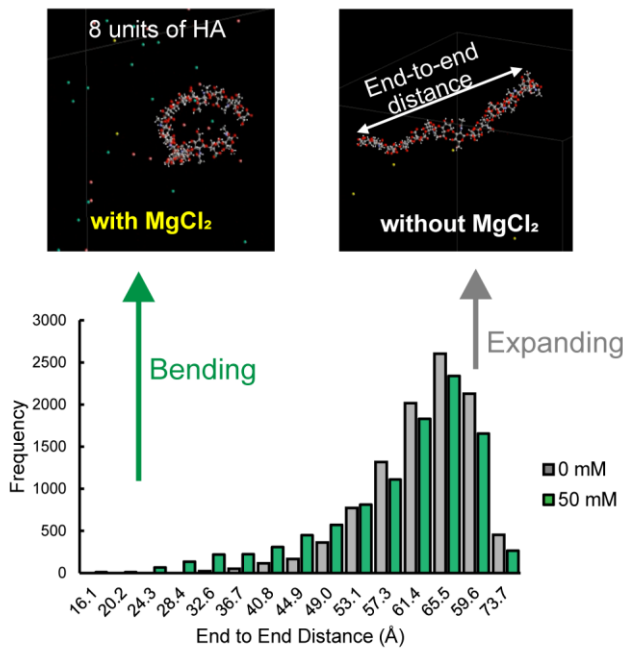 8 units of HA
with MgCl₂
End-to-end
distance
without MgCl₂
Bending
Expanding
Frequency
3000
2500
2000
1500
1000
500
0
16.1
20.2
24.3
28.4
32.6
36.7
40.8
44.9
49.0
53.1
57.3
61.4
65.5
59.6
73.7
End to End Distance (Å)
0 mM
50 mM